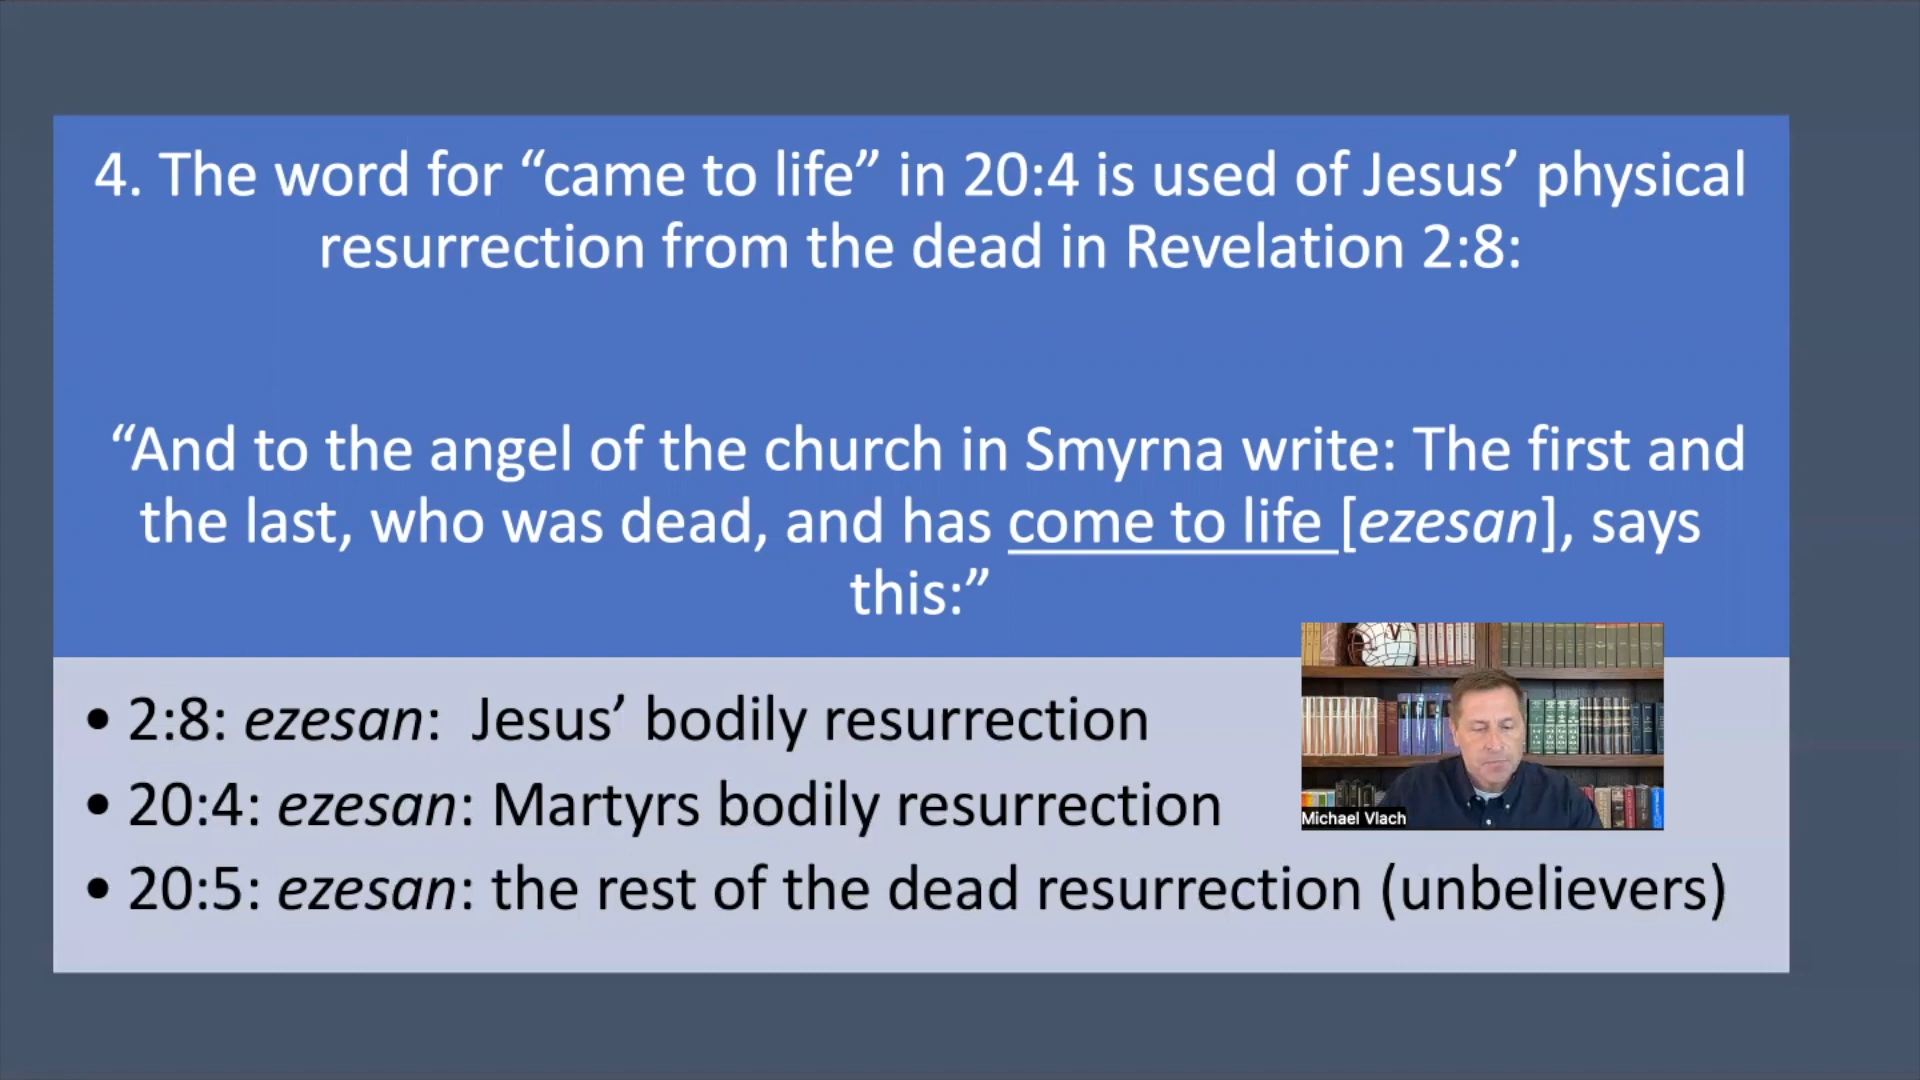 4. The word for “came to life” in 20:4 is used of Jesus’ physical
resurrection from the dead in Revelation 2:8:
“And to the angel of the church in Smyrna write: The first and
the last, who was dead, and has come to life [ezesan], says
this:”
• 2:8: ezesan: Jesus’ bodily resurrection
• 20:4: ezesan: Martyrs bodily resurrection
• 20:5: ezesan: the rest of the dead resurrection (unbelievers)
V
Michael Vlach